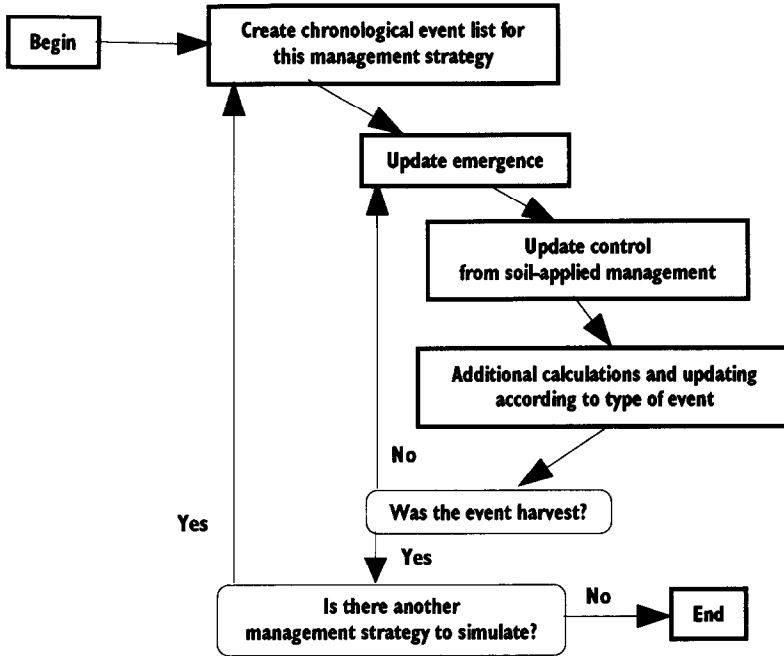 Begin
Create chronological event list for
this management strategy
Update emergence
Update control
from soil-applied management
Additional calculations and updating
according to type of event
No
Was the event harvest?
Yes
Yes
Is there another
management strategy to simulate?
No
End